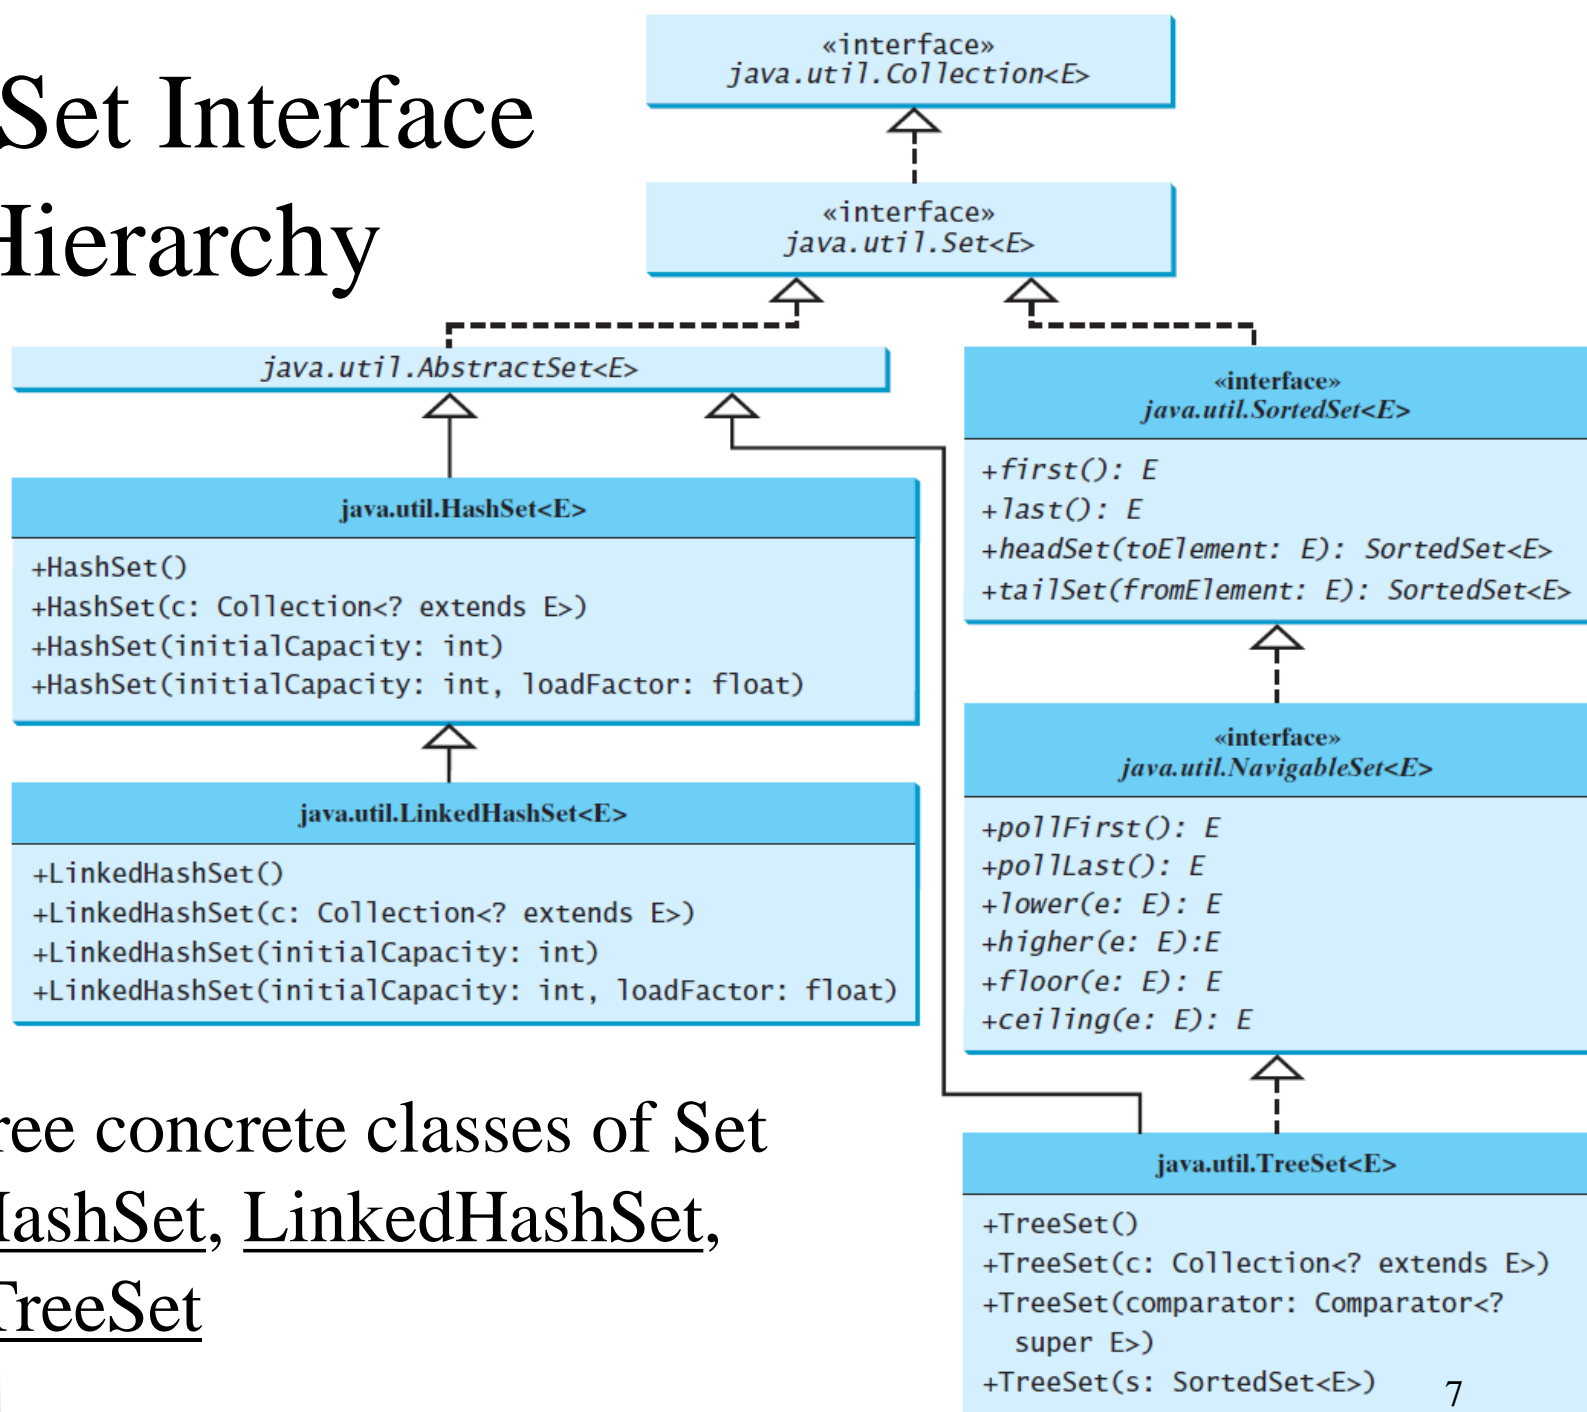 Set Interface
Hierarchy
«interface»
java.util.Collection<E>
«interface»
java.util.Set<E>
java.util.AbstractSet<E>
«interface»
java.util.SortedSet<E>
+first(): E
+last(): E
+headSet(toElement: E): SortedSet<E>
+tailSet(fromElement: E): SortedSet<E>
java.util.HashSet<E>
+HashSet()
+HashSet(c: Collection<? extends E>)
+HashSet(initialCapacity: int)
+HashSet(initialCapacity: int, loadFactor: float)
java.util.LinkedHashSet<E>
+LinkedHashSet()
+LinkedHashSet(c: Collection<? extends E>)
+LinkedHashSet(initialCapacity: int)
+LinkedHashSet(initialCapacity: int, loadFactor: float)
«interface»
java.util.NavigableSet<E>
+pollFirst(): E
+pollLast(): E
+lower(e: E): E
+higher(e: E):E
+floor(e: E): E
+ceiling(e: E): E
java.util.TreeSet<E>
+TreeSet()
+TreeSet(c: Collection<? extends E>)
+TreeSet(comparator: Comparator<?
super E>)
+TreeSet(s: SortedSet<E>)
ree concrete classes of Set
HashSet, LinkedHashSet,
TreeSet
7